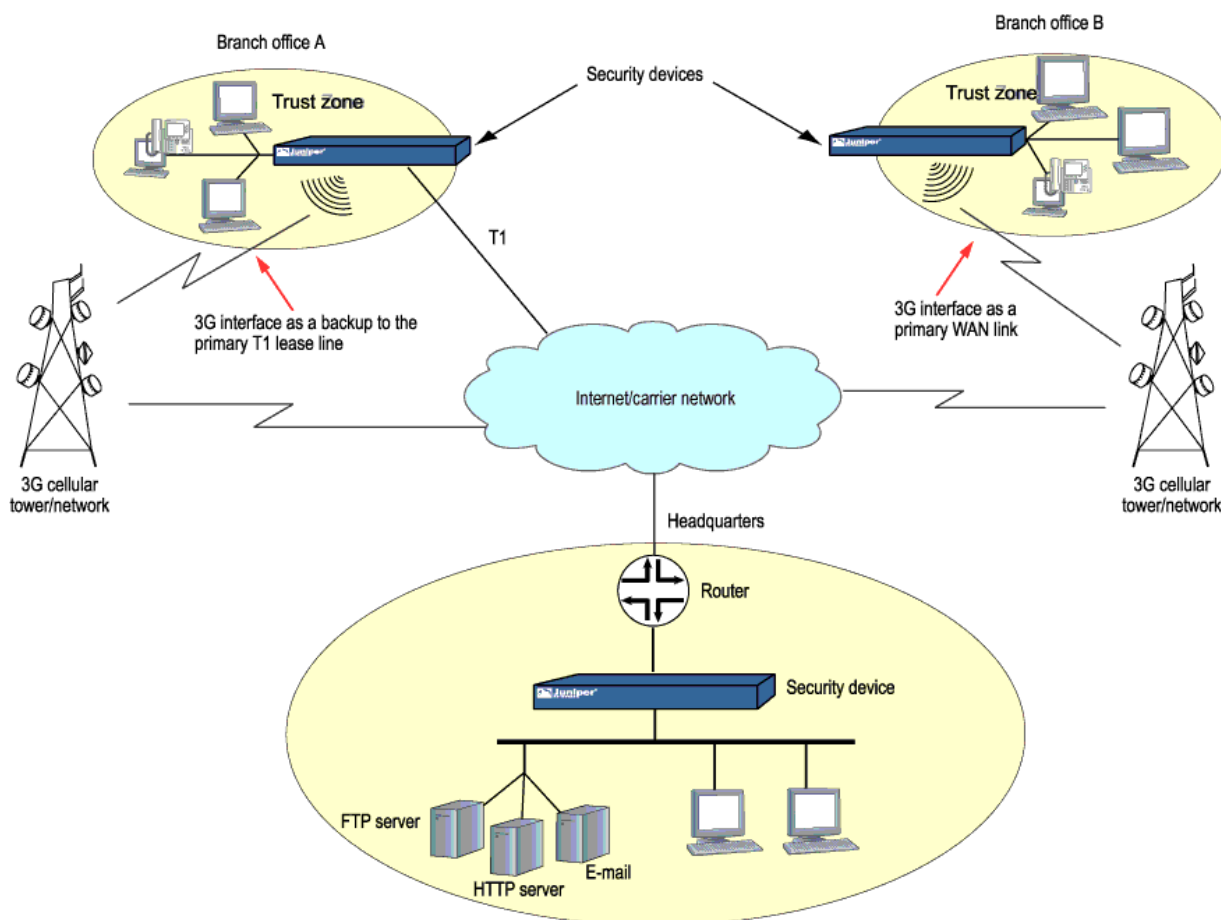 Branch office A
Branch office B
Security devices
Trust Zone
Trust zone
Juniper
Juniper
T1
3G interface as a backup to the
primary T1 lease line
3G interface as a
primary WAN link
Internet/carrier network
3G cellular
tower/network
3G cellular
tower/network
Headquarters
Router
Juniper
Security device
FTP server
HTTP server
E-mail